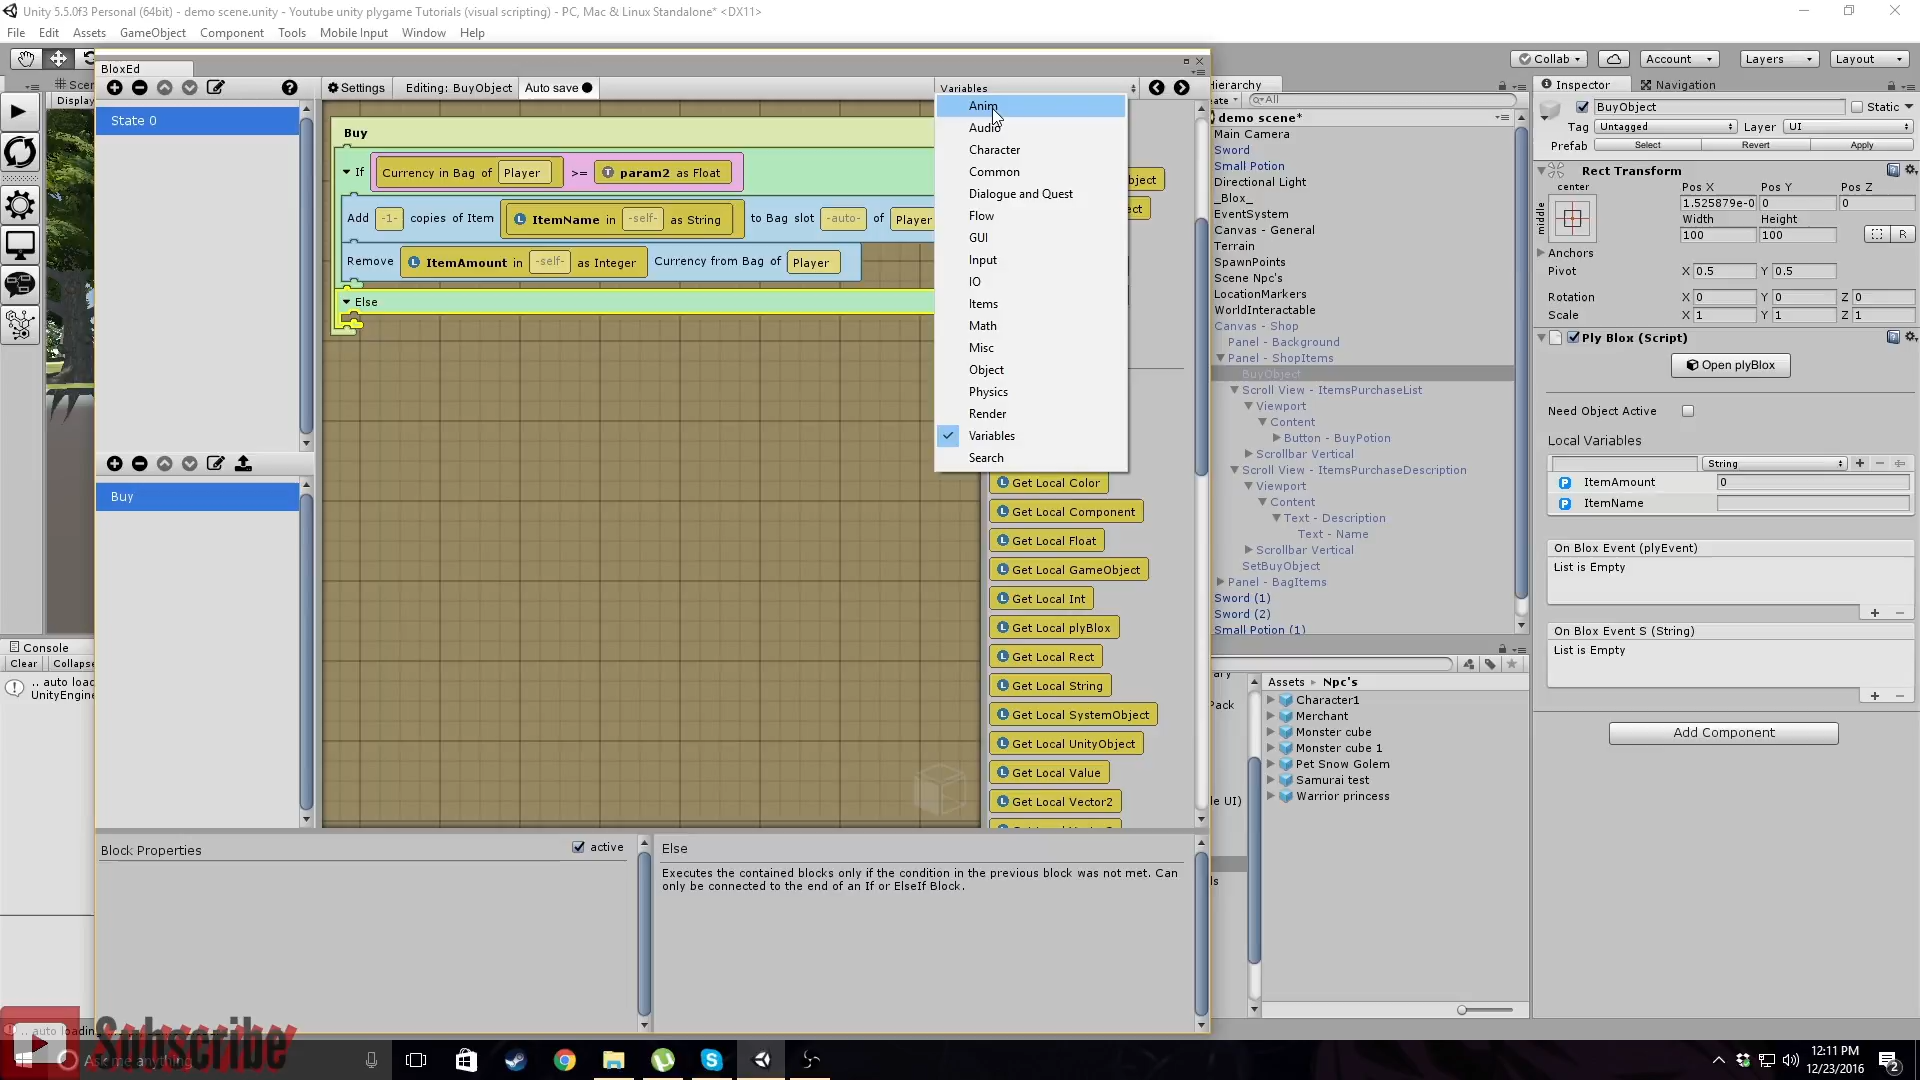 Unity 5.5.0f3 Personal (64bit) - demo scene.unity - Youtube unity plygame Tutorials (visual scripting) - PC, Mac & Linux Standalone* <DX11>
File Edit Assets GameObject Component Tools Mobile Input Window Help
Collab Account Layers Layout
BloxEd
Settings Editing: BuyObject Auto save
Variables
State 0
Buy
Buy
If Currency in Bag of Player >= param2 as Float
Add -1- copies of Item ItemName in -self- as String to Bag slot -auto- of Player
Remove ItemAmount in -self- as Integer Currency from Bag of Player
Else
Anim
Audio
Character
Common
Dialogue and Quest
Flow
GUI
Input
IO
Items
Math
Misc
Object
Physics
Render
Variables
Search
Get Local Color
Get Local Component
Get Local Float
Get Local GameObject
Get Local Int
Get Local plyBlox
Get Local Rect
Get Local String
Get Local SystemObject
Get Local UnityObject
Get Local Value
Get Local Vector2
Block Properties active
Else
Executes the contained blocks only if the condition in the previous block was not met. Can
only be connected to the end of an If or ElseIf Block.
Console
Clear Collapse
.. auto load
UnityEngine
Hierarchy
All
demo scene*
Main Camera
Sword
Small Potion
Directional Light
_Blox_
EventSystem
Canvas - General
Terrain
SpawnPoints
Scene Npc's
LocationMarkers
WorldInteractable
Canvas - Shop
Panel - Background
Panel - ShopItems
BuyObject
Scroll View - ItemsPurchaseList
Viewport
Content
Button - BuyPotion
Scrollbar Vertical
Scroll View - ItemsPurchaseDescription
Viewport
Content
Text - Description
Text - Name
Scrollbar Vertical
SetBuyObject
Panel - BagItems
Sword (1)
Sword (2)
Small Potion (1)
Assets Npc's
Character1
Merchant
Monster cube
Monster cube 1
Pet Snow Golem
Samurai test
Warrior princess
Inspector Navigation
BuyObject Static
Tag Untagged Layer UI
Prefab Select Revert Apply
Rect Transform
center Pos X Pos Y Pos Z
middle 1.525879e-0 0 0
Width Height
100 100 R
Anchors
Pivot X 0.5 Y 0.5
Rotation X 0 Y 0 Z 0
Scale X 1 Y 1 Z 1
Ply Blox (Script)
Open plyBlox
Need Object Active
Local Variables
String
ItemAmount 0
ItemName
On Blox Event (plyEvent)
List is Empty
On Blox Event S (String)
List is Empty
Add Component
Subscribe
Ask me anything
12:11 PM
12/23/2016